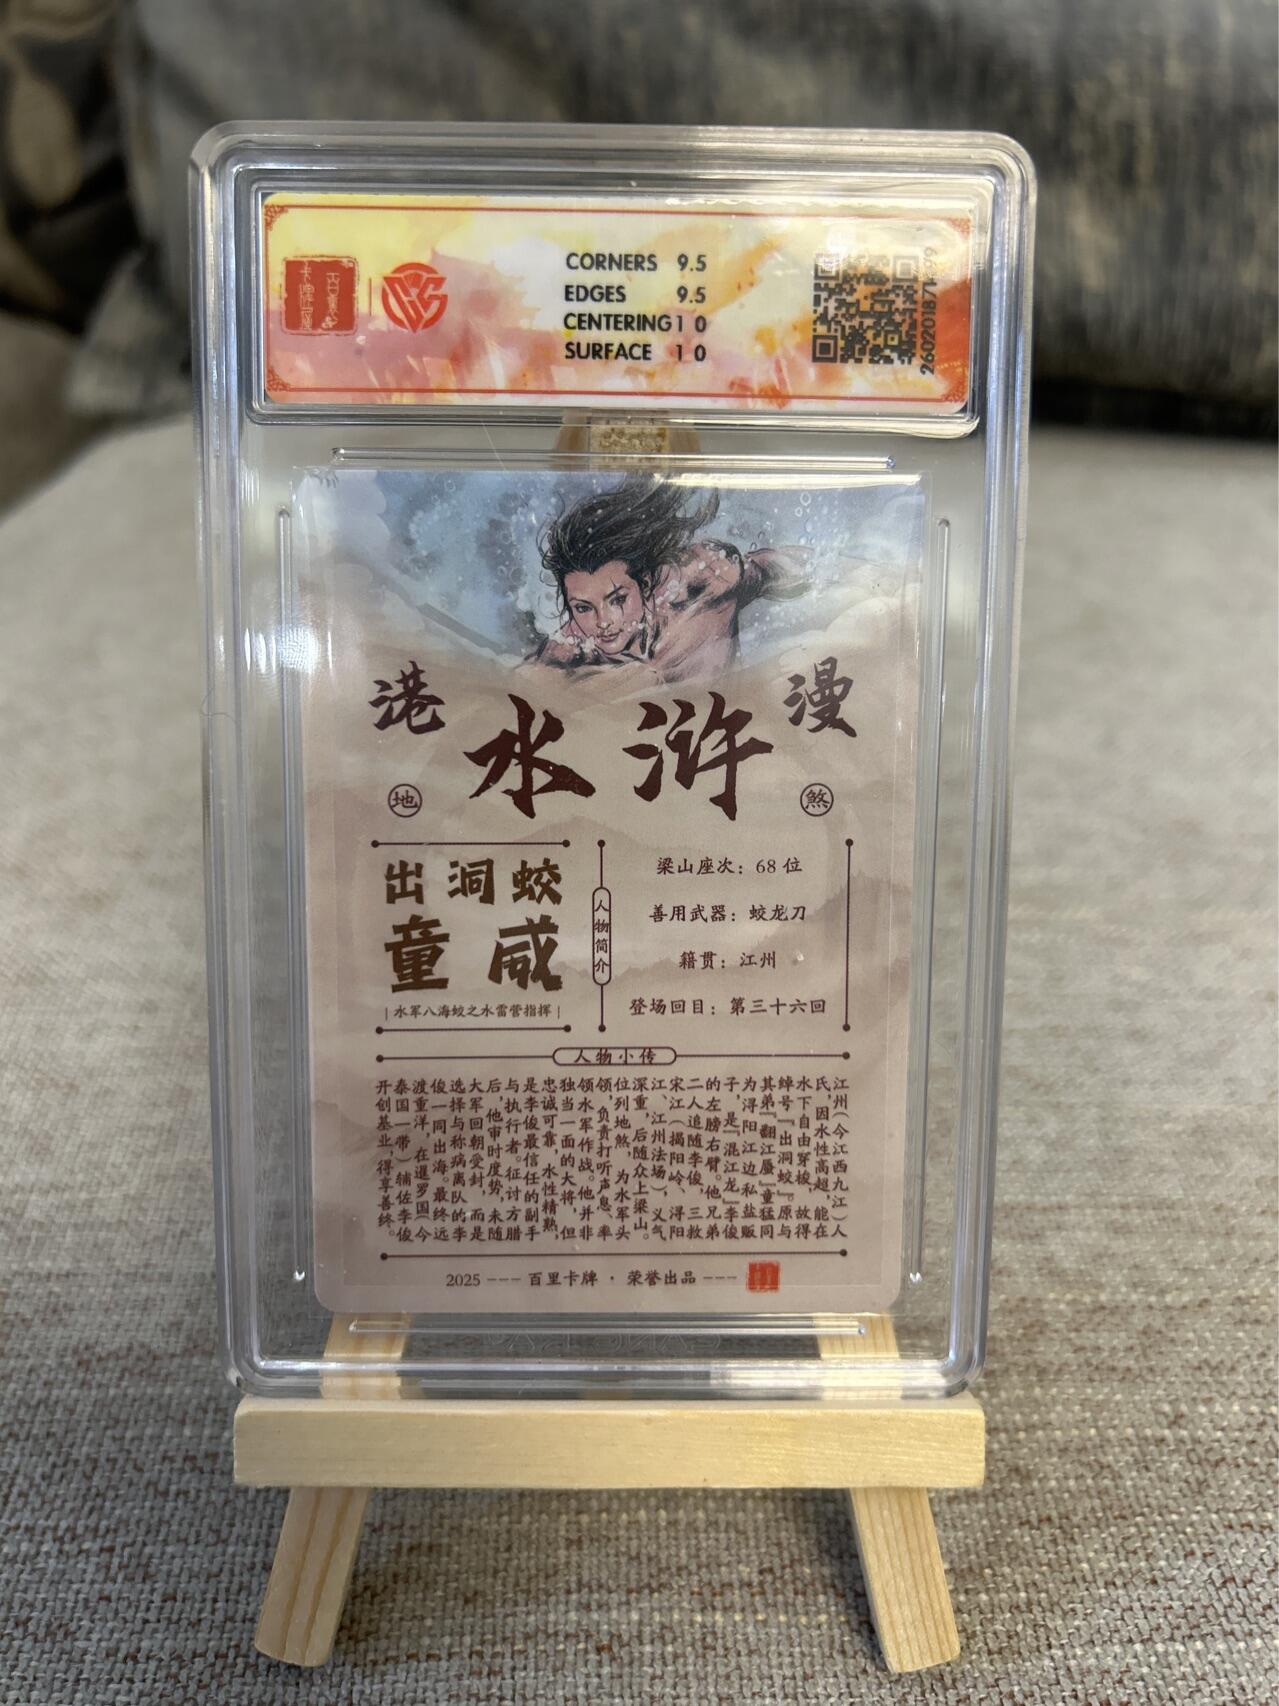 CORNERS 9.5
EDGES 9.5
CENTERING 10
SURFACE 10
港
水浒
漫
地
煞
出洞蛟
童威
|水军八海蛟之水雷营指挥|
人物简介
梁山座次：68 位
善用武器：蛟龙刀
籍贯：江州
登场回目：第三十六回
人物小传
江州（今江西九江）人
氏，因水性高超，能在
水下自由穿梭，故得
绰号『出洞蛟』。原与
其弟『翻江蜃』童猛同
为浔阳江边私盐贩
子，是『混江龙』李俊
的左膀右臂。他兄弟
二人追随李俊，三救
宋江（揭阳岭、浔阳
江、江州法场），义气
深重，后随众上梁山。
位列地煞，为水军头
领，负责打听声息、率
领水军作战。他并非
独当一面的大将，但
忠诚可靠，水性精熟，
是李俊最信任的副手
与执行者。征讨方腊
后，他审时度势，未随
大军回朝受封，而是
选择与称病离队的李
俊一同出海。最终远
渡重洋，在暹罗国（今
泰国一带）辅佐李俊
开创基业，得享善终。
2025 --- 百里卡牌 · 荣誉出品 ---